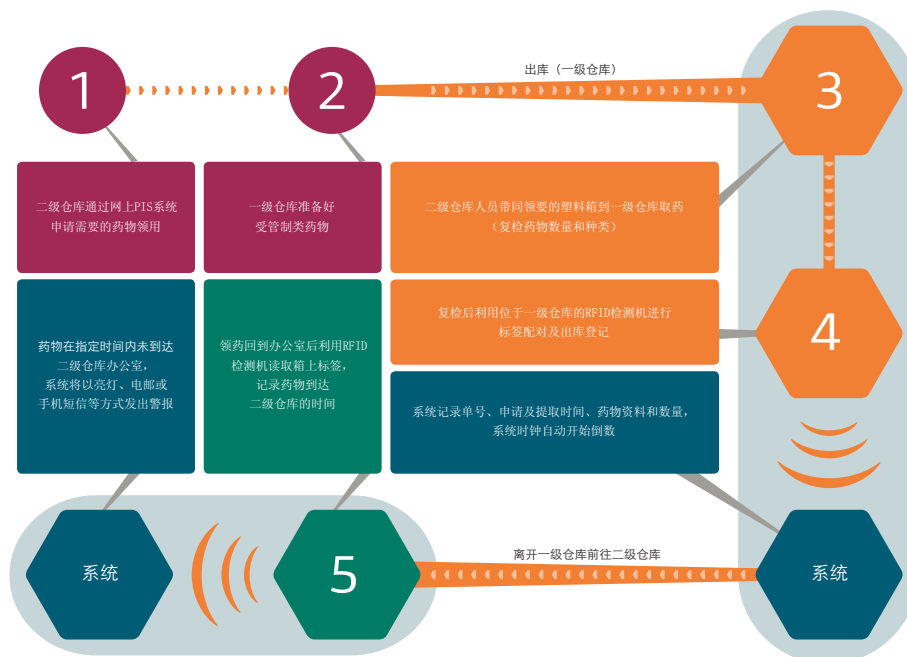 1
2
出库（一级仓库）
3
二级仓库通过网上PIS系统
申请需要的药物领用
一级仓库准备好
受管制类药物
二级仓库人员带同领要的塑料箱到一级仓库取药
（复检药物数量和种类）
复检后利用位于一级仓库的RFID检测机进行
标签配对及出库登记
4
药物在指定时间内未到达
二级仓库办公室，
系统将以亮灯、电邮或
手机短信等方式发出警报
领药回到办公室后利用RFID
检测机读取箱上标签，
记录药物到达
二级仓库的时间
系统记录单号、申请及提取时间、药物资料和数量，
系统时钟自动开始倒数
系统
5
离开一级仓库前往二级仓库
系统